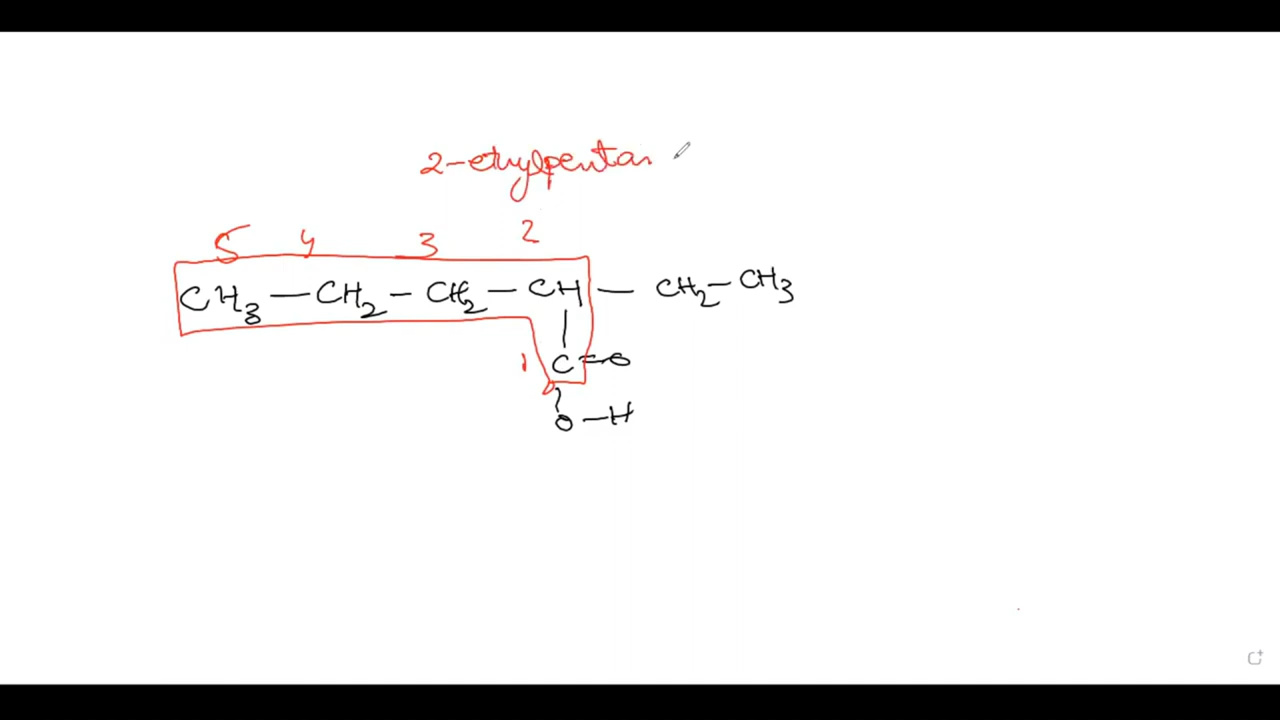 2-ethylpentan
5 4 3 2
CH3 — CH2 — CH2 — CH — CH2 — CH3
1 C=O
O—H